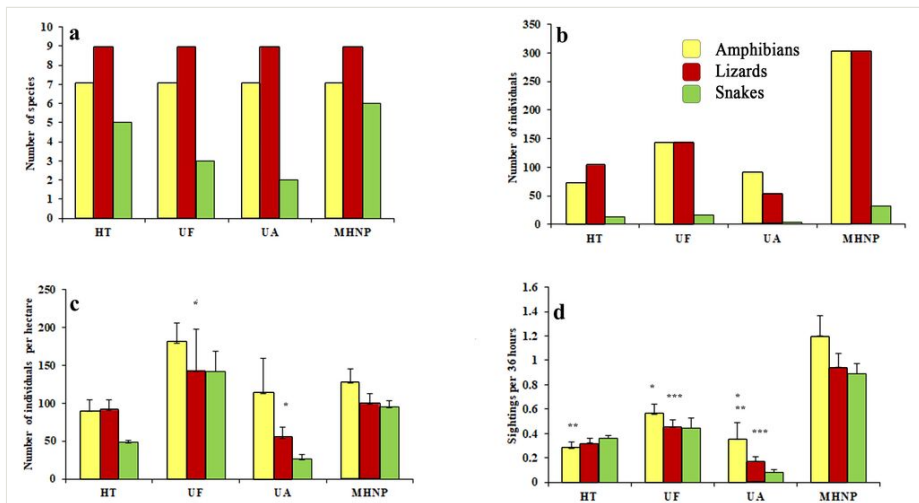 a
Number of species
10
9
8
7
6
5
4
3
2
1
0
HT UF UA MHNP
b
Number of individuals
350
300
250
200
150
100
50
0
HT UF UA MHNP
Amphibians
Lizards
Snakes
c
Number of individuals per hectare
250
200
150
100
50
0
*
*
HT UF UA MHNP
d
Sightings per 36 hours
1.6
1.4
1.2
1
0.8
0.6
0.4
0.2
0
**
* ***
*
** ***
HT UF UA MHNP